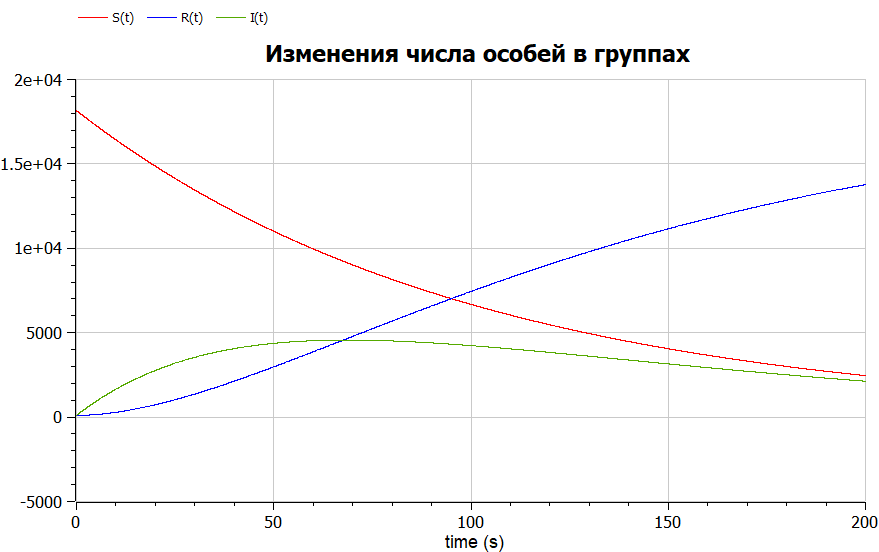 S(t) R(t) I(t)
Изменения числа особей в группах
2e+04
1.5e+04
1e+04
5000
0
-5000
0 50 100 150 200
time (s)